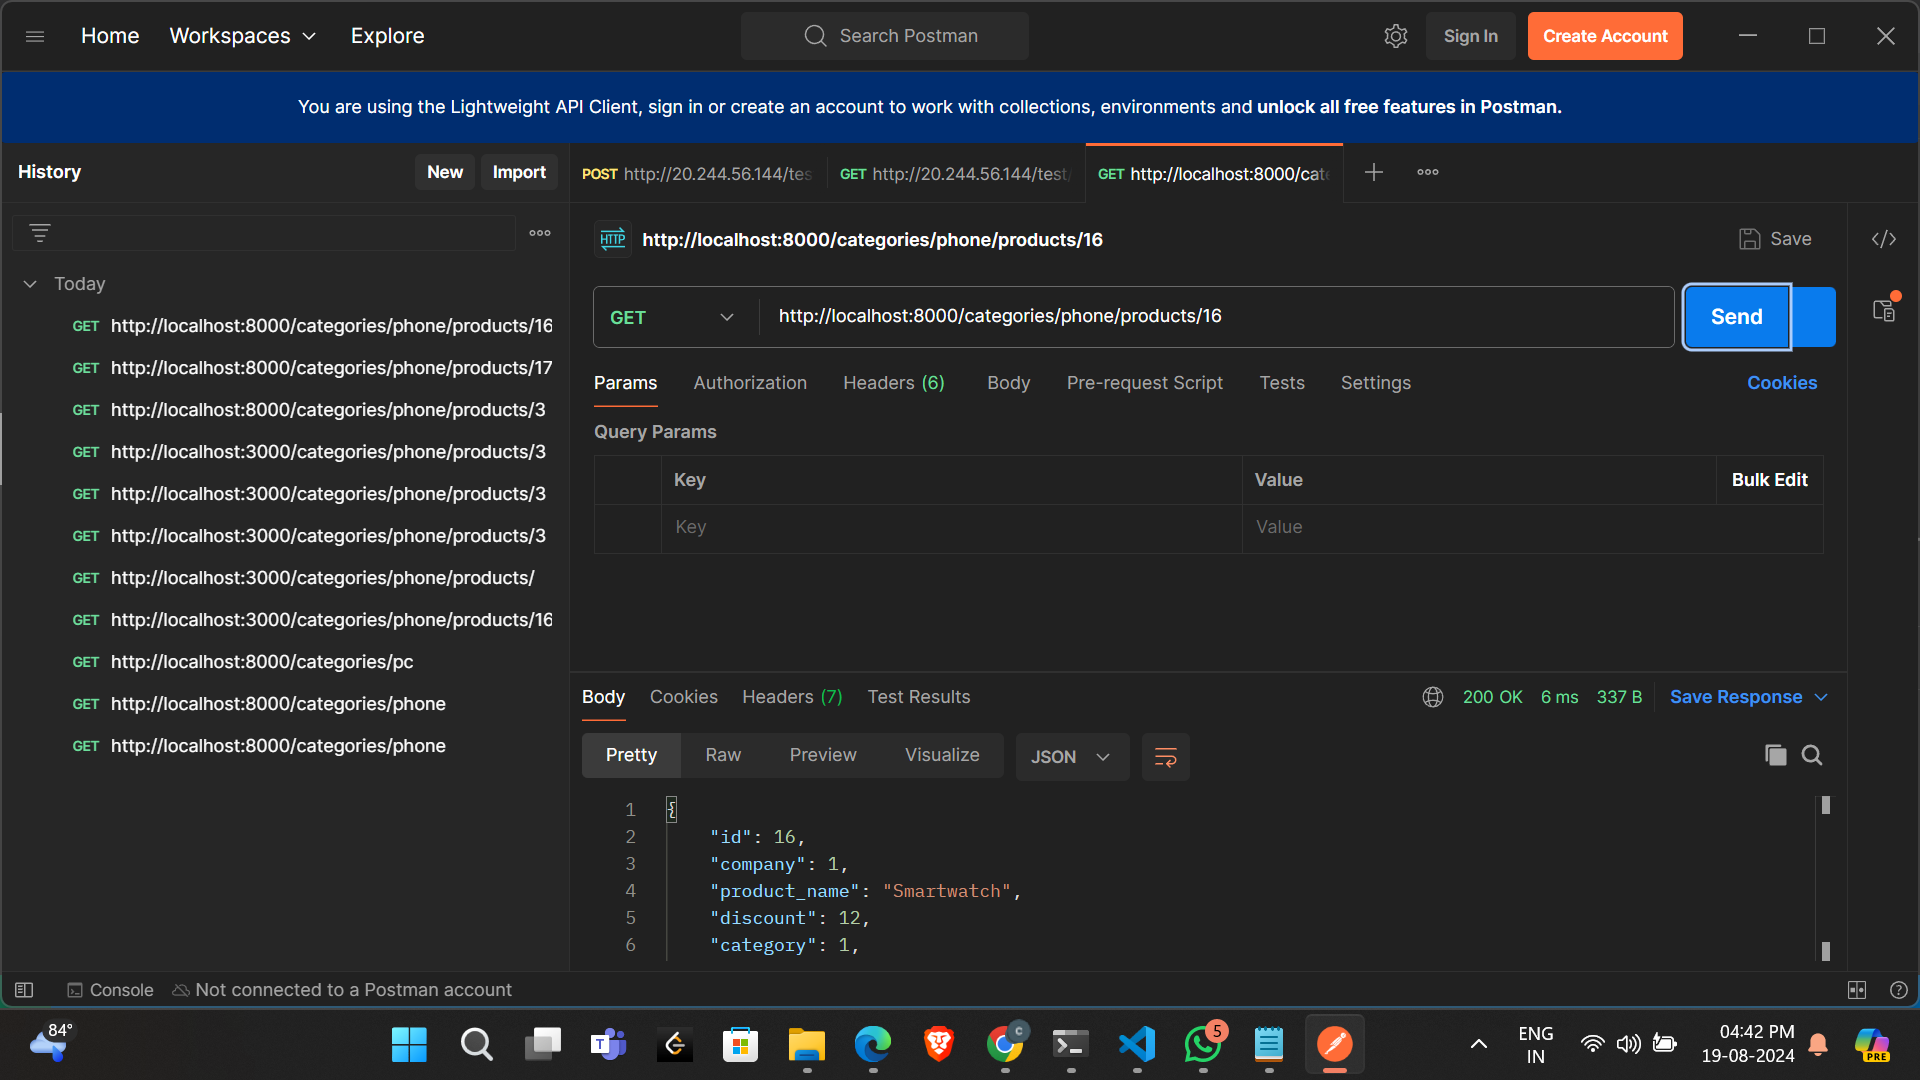 Home
Workspaces
Explore
Search Postman
Sign In
Create Account
You are using the Lightweight API Client, sign in or create an account to work with collections, environments and unlock all free features in Postman.
History
New
Import
POST http://20.244.56.144/tes
GET http://20.244.56.144/test/
GET http://localhost:8000/cate
http://localhost:8000/categories/phone/products/16
Save
Today
GET http://localhost:8000/categories/phone/products/16
GET http://localhost:8000/categories/phone/products/17
GET http://localhost:8000/categories/phone/products/3
GET http://localhost:3000/categories/phone/products/3
GET http://localhost:3000/categories/phone/products/3
GET http://localhost:3000/categories/phone/products/3
GET http://localhost:3000/categories/phone/products/
GET http://localhost:3000/categories/phone/products/16
GET http://localhost:8000/categories/pc
GET http://localhost:8000/categories/phone
GET http://localhost:8000/categories/phone
HTTP
GET
http://localhost:8000/categories/phone/products/16
Send
Params
Authorization
Headers (6)
Body
Pre-request Script
Tests
Settings
Cookies
Query Params
Key
Value
Bulk Edit
Key
Value
Body
Cookies
Headers (7)
Test Results
200 OK
6 ms
337 B
Save Response
Pretty
Raw
Preview
Visualize
JSON
1 {
2 "id": 16,
3 "company": 1,
4 "product_name": "Smartwatch",
5 "discount": 12,
6 "category": 1,
Console
Not connected to a Postman account
84°
T
C
5
ENG
IN
04:42 PM
19-08-2024
PRE